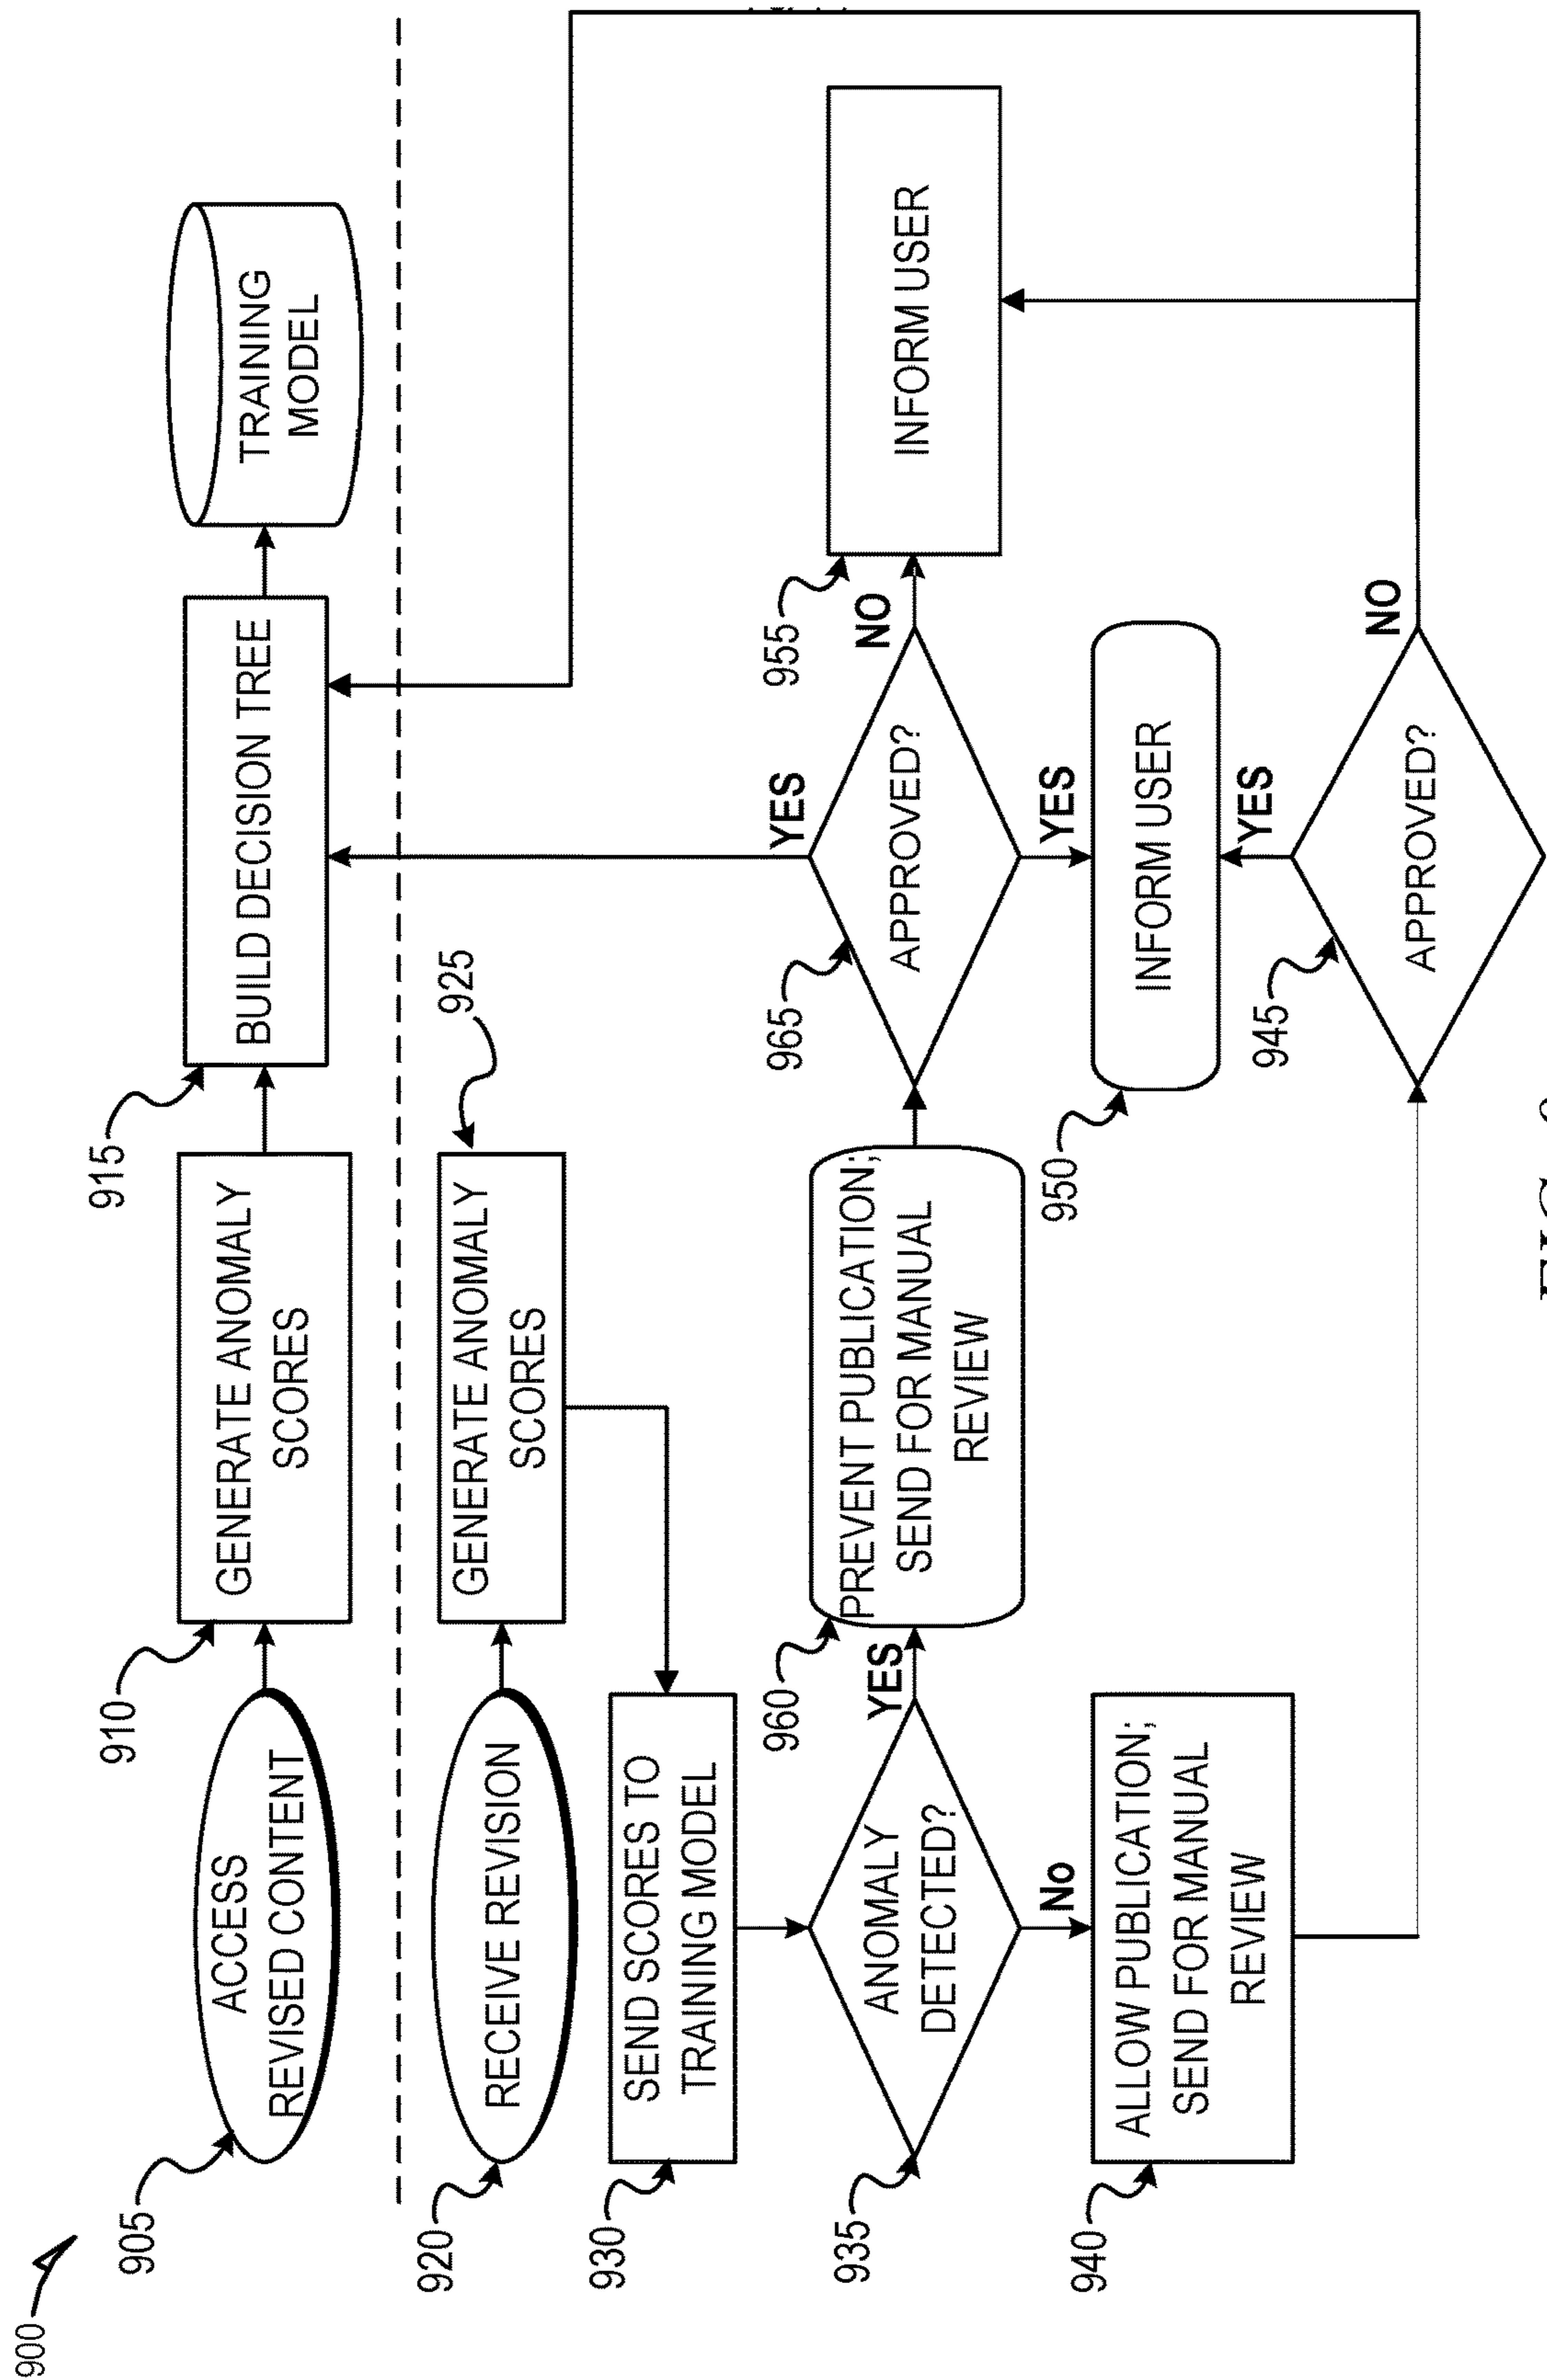 900
905
ACCESS
REVISED CONTENT
910
GENERATE ANOMALY
SCORES
915
BUILD DECISION TREE
TRAINING
MODEL
920
RECEIVE REVISION
GENERATE ANOMALY
SCORES
925
930
SEND SCORES TO
TRAINING MODEL
935
ANOMALY
DETECTED?
YES
No
960
PREVENT PUBLICATION;
SEND FOR MANUAL
REVIEW
965
APPROVED?
YES
NO
YES
955
INFORM USER
950
INFORM USER
940
ALLOW PUBLICATION;
SEND FOR MANUAL
REVIEW
945
APPROVED?
YES
NO